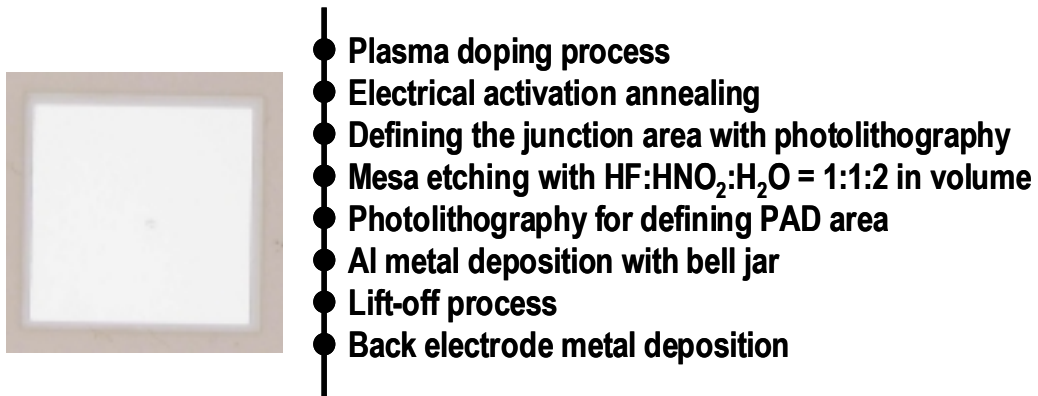 Plasma doping process
Electrical activation annealing
Defining the junction area with photolithography
Mesa etching with HF:HNO₂:H₂O = 1:1:2 in volume
Photolithography for defining PAD area
Al metal deposition with bell jar
Lift-off process
Back electrode metal deposition